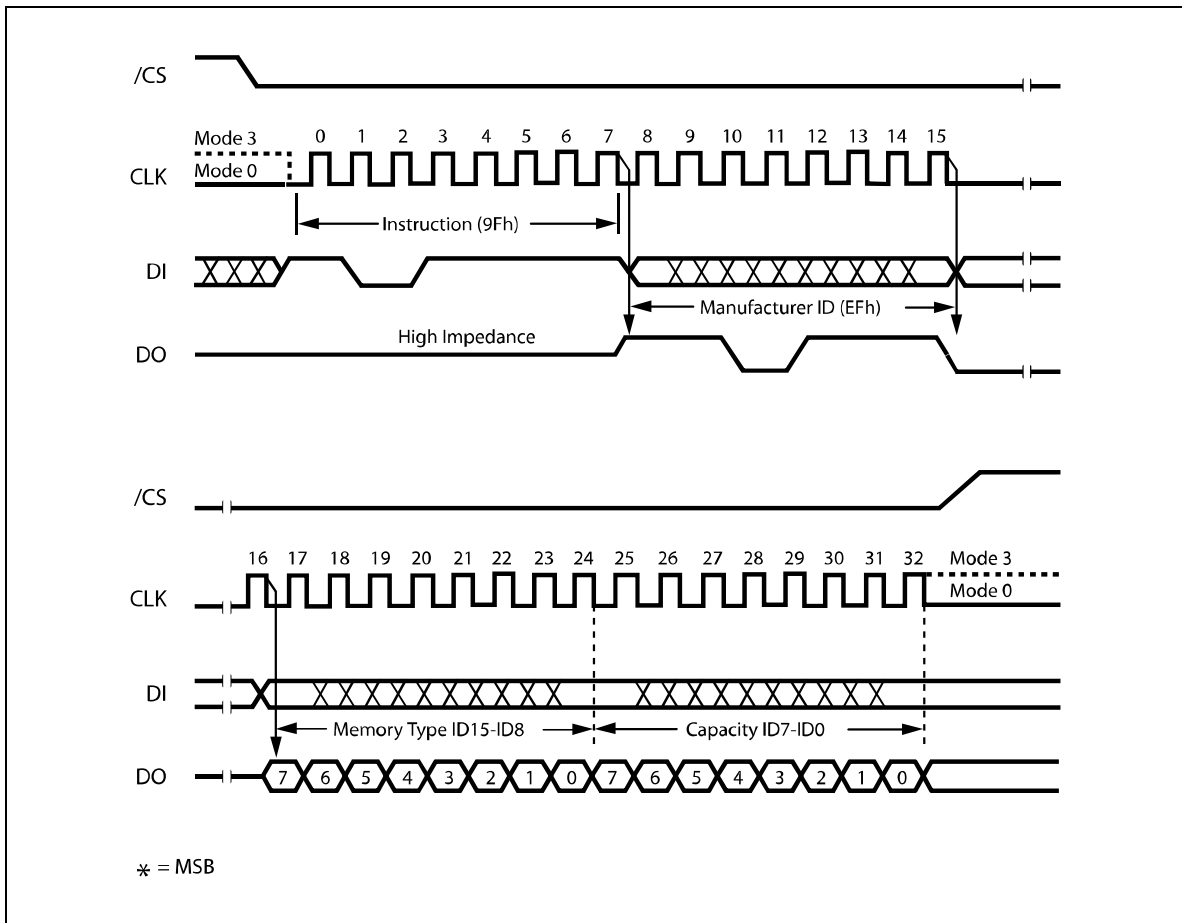 /CS
Mode 3
0 1 2 3 4 5 6 7 8 9 10 11 12 13 14 15
CLK
Mode 0
Instruction (9Fh)
DI
Manufacturer ID (EFh)
High Impedance
DO
/CS
16 17 18 19 20 21 22 23 24 25 26 27 28 29 30 31 32
Mode 3
CLK
Mode 0
DI
Memory Type ID15-ID8
Capacity ID7-ID0
DO
7 6 5 4 3 2 1 0 7 6 5 4 3 2 1 0
* = MSB